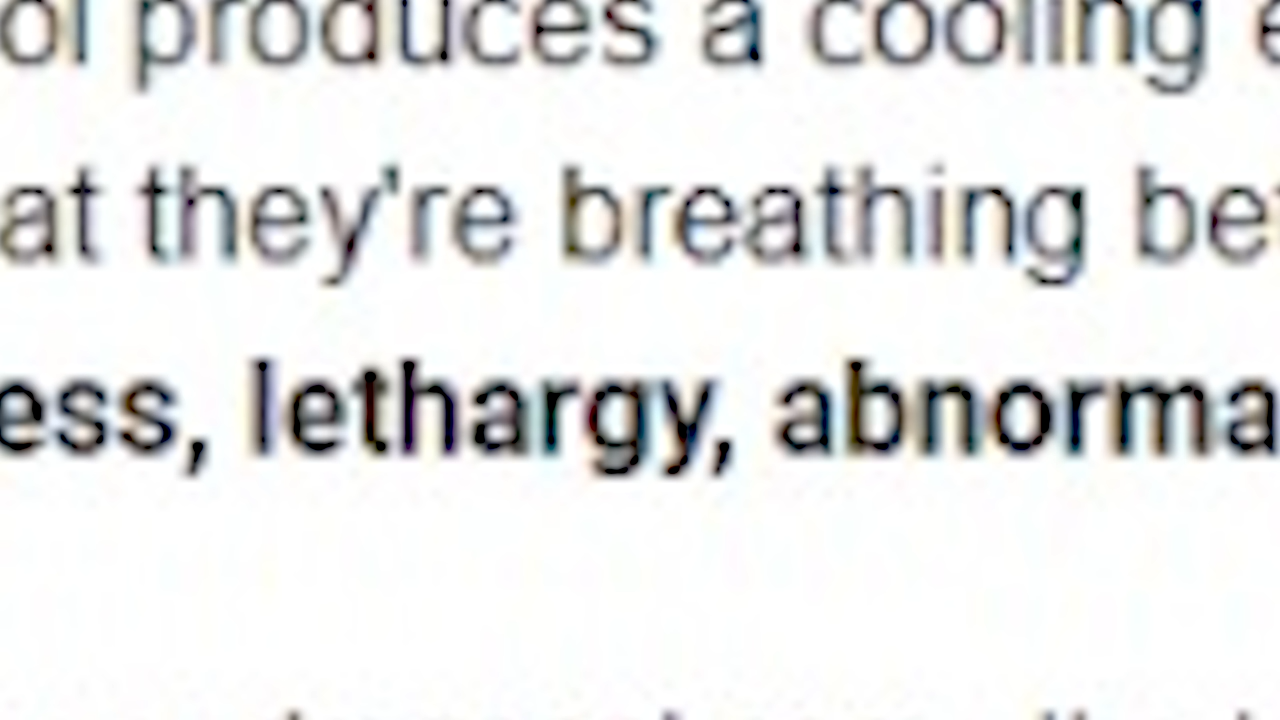 ol produces a cooling e
at they're breathing bet
ess, lethargy, abnorma